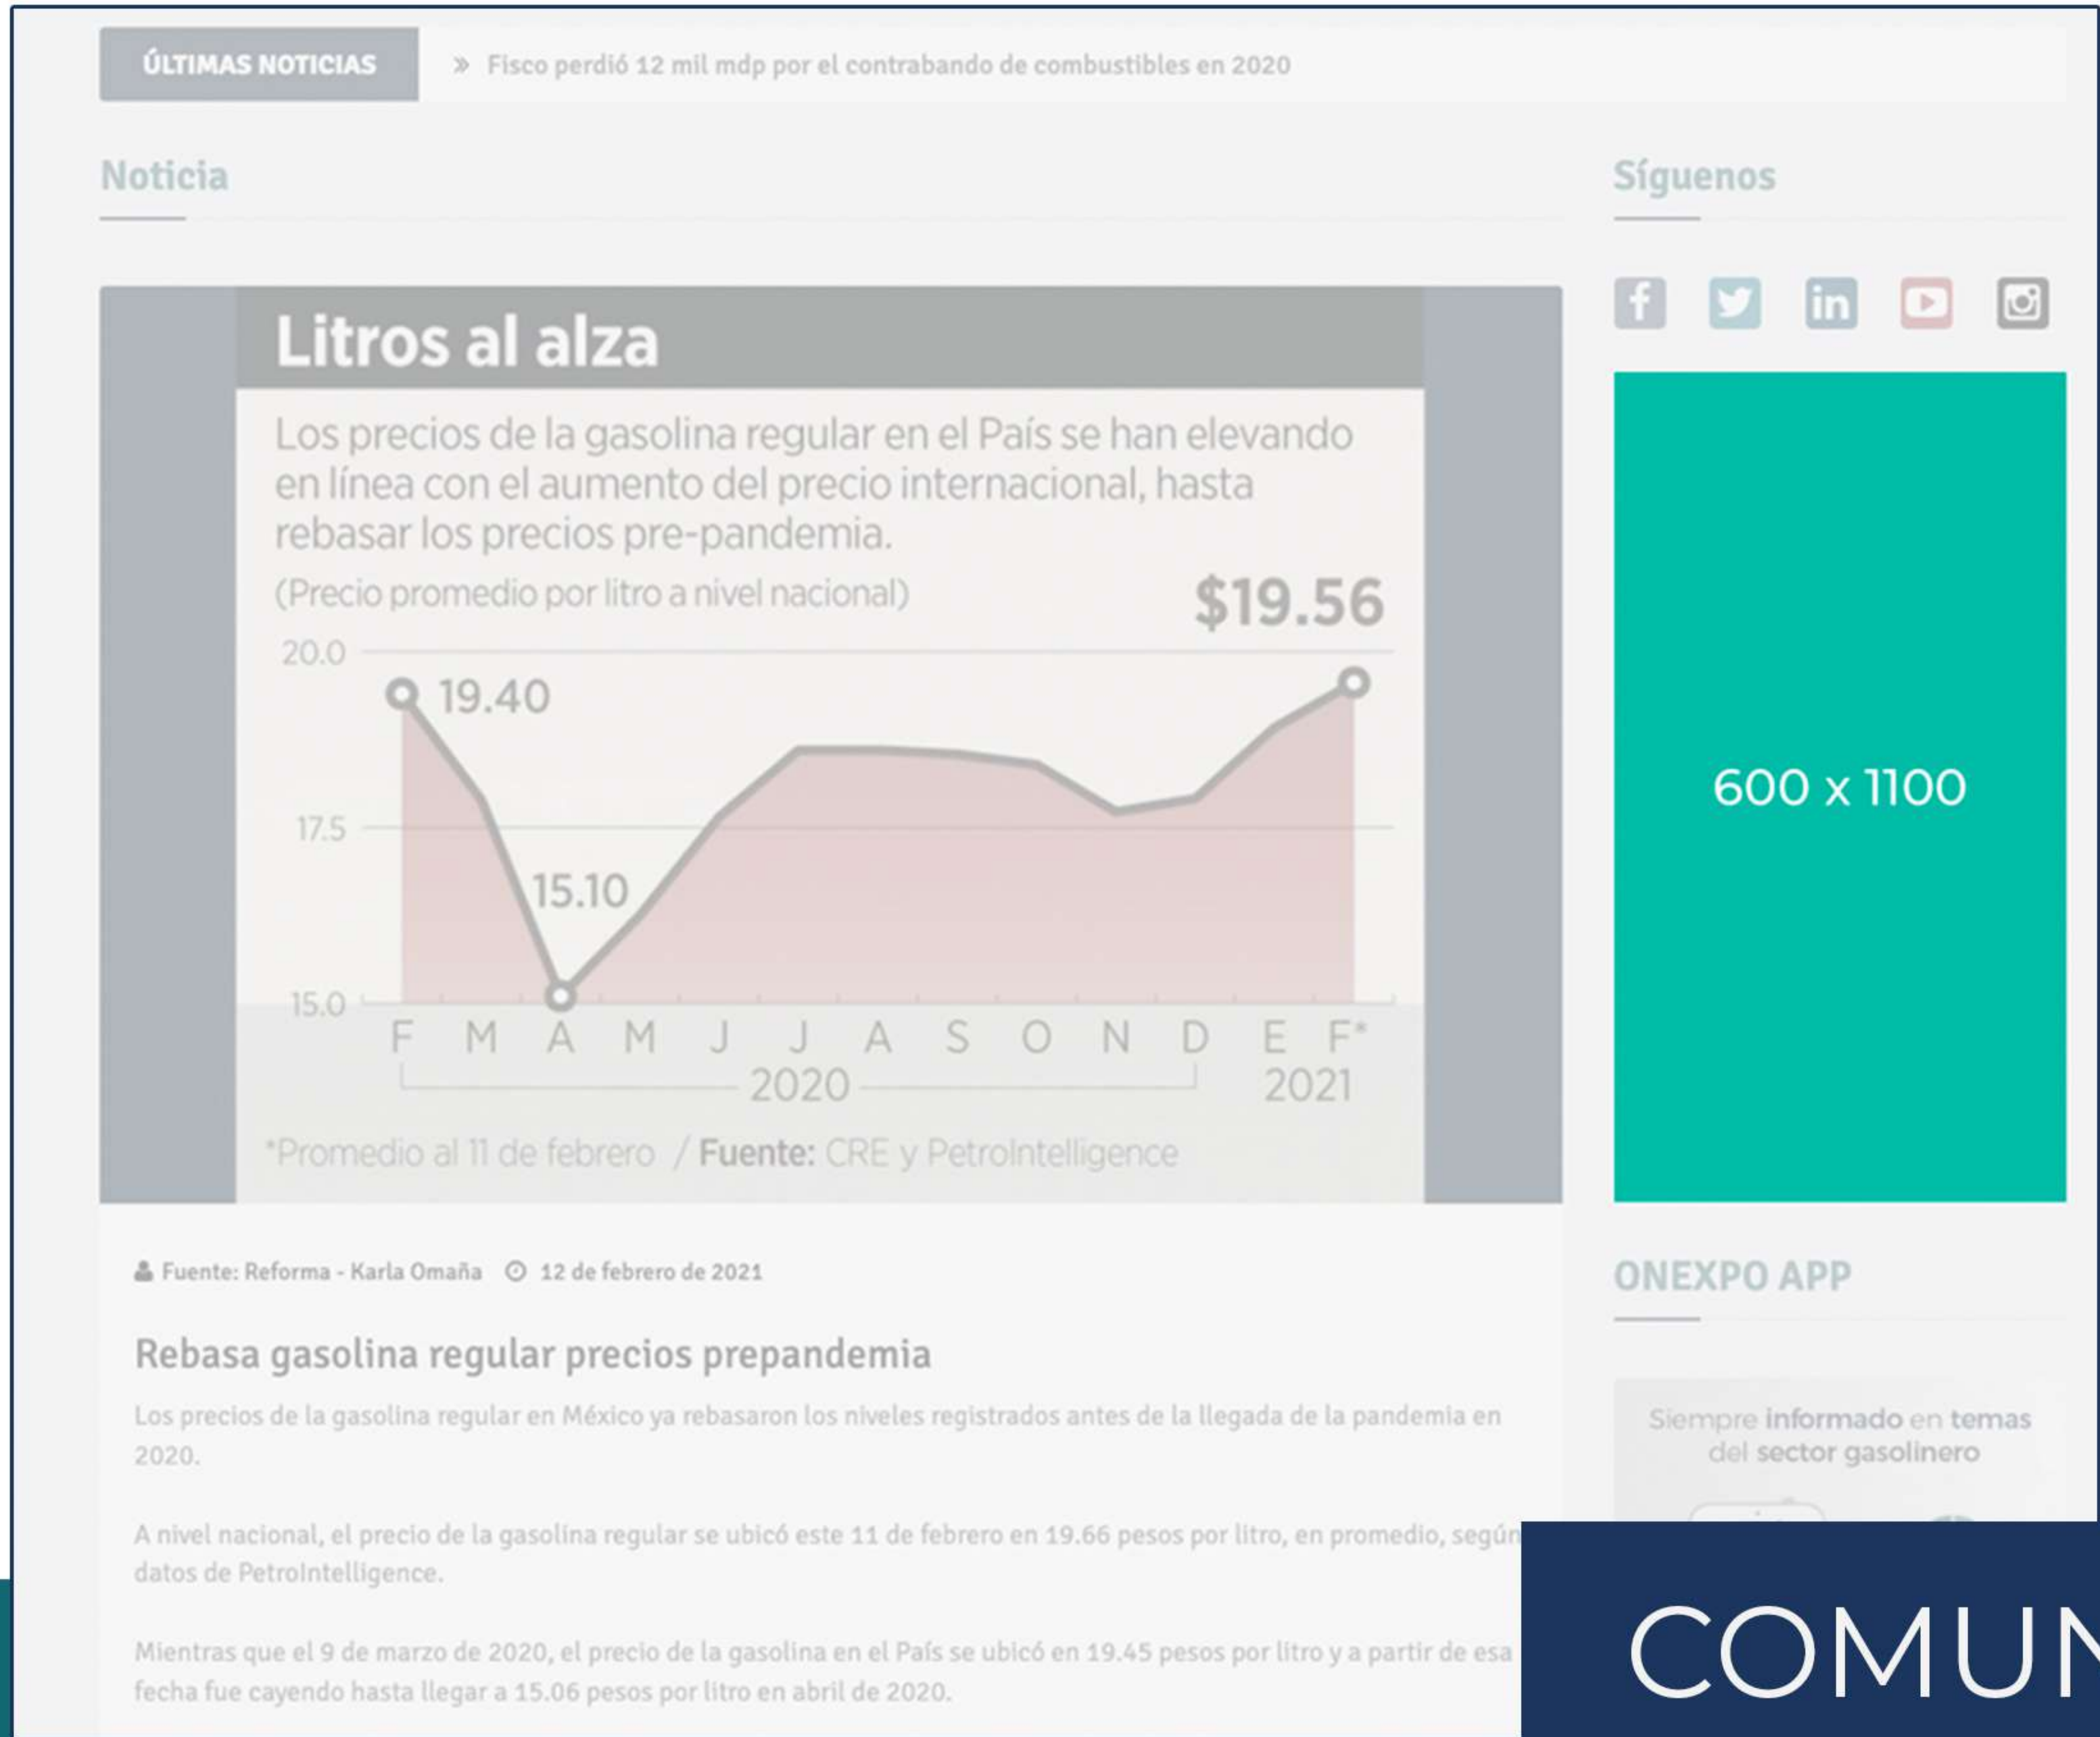 ÚLTIMAS NOTICIAS
» Fisco perdió 12 mil mdp por el contrabando de combustibles en 2020
Noticia
Litros al alza
Los precios de la gasolina regular en el País se han elevando
en línea con el aumento del precio internacional, hasta
rebasar los precios pre-pandemia.
(Precio promedio por litro a nivel nacional)
$19.56
20.0
19.40
17.5
15.10
15.0
F M A M J J A S O N D E F*
2020 2021
*Promedio al 11 de febrero / Fuente: CRE y PetroIntelligence
Fuente: Reforma - Karla Omaña 12 de febrero de 2021
Rebasa gasolina regular precios prepandemia
Los precios de la gasolina regular en México ya rebasaron los niveles registrados antes de la llegada de la pandemia en
2020.
A nivel nacional, el precio de la gasolina regular se ubicó este 11 de febrero en 19.66 pesos por litro, en promedio, según
datos de PetroIntelligence.
Mientras que el 9 de marzo de 2020, el precio de la gasolina en el País se ubicó en 19.45 pesos por litro y a partir de esa
fecha fue cayendo hasta llegar a 15.06 pesos por litro en abril de 2020.
Síguenos
600 x 1100
ONEXPO APP
Siempre informado en temas
del sector gasolinero
COMUN